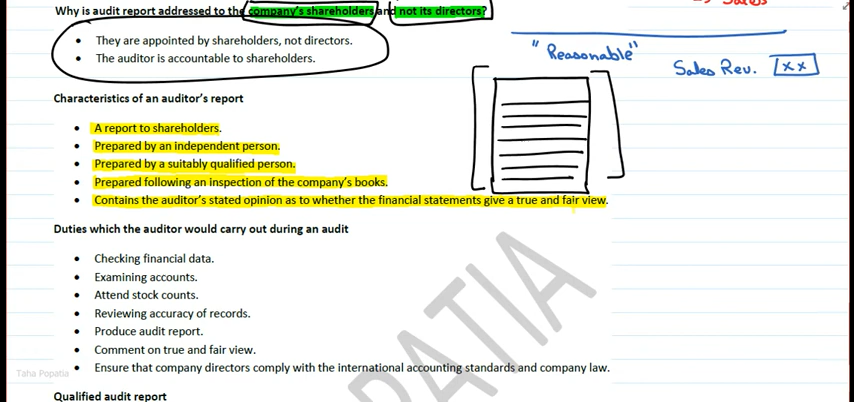 Why is audit report addressed to the company's shareholders and not its directors?
• They are appointed by shareholders, not directors.
• The auditor is accountable to shareholders.
Sales
"Reasonable"
Sales Rev. xx
Characteristics of an auditor's report
• A report to shareholders.
• Prepared by an independent person.
• Prepared by a suitably qualified person.
• Prepared following an inspection of the company's books.
• Contains the auditor's stated opinion as to whether the financial statements give a true and fair view.
Duties which the auditor would carry out during an audit
• Checking financial data.
• Examining accounts.
• Attend stock counts.
• Reviewing accuracy of records.
• Produce audit report.
• Comment on true and fair view.
• Ensure that company directors comply with the international accounting standards and company law.
Taha Popatia
PATIA
Qualified audit report